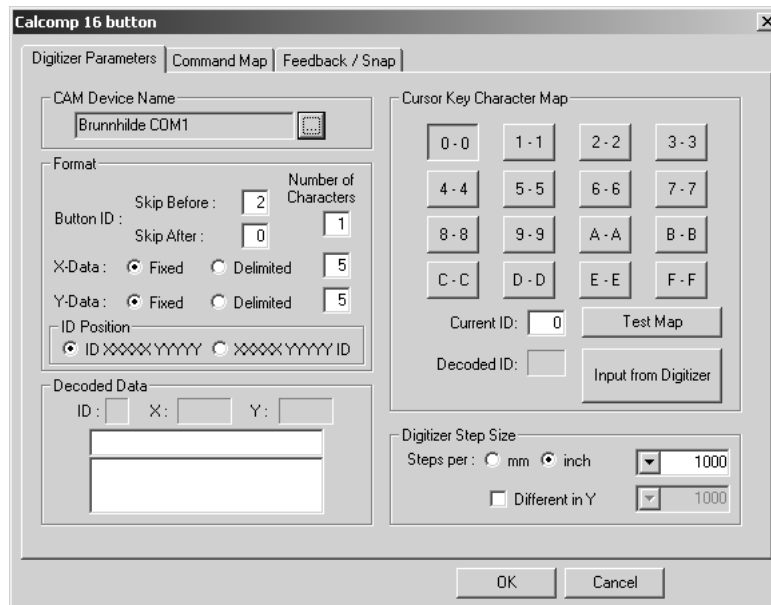 Calcomp 16 button
Digitizer Parameters Command Map Feedback / Snap
CAM Device Name
Brunnhilde COM1
...
Format
Number of
Characters
Button ID :
Skip Before : 2
1
Skip After : 0
X-Data : Fixed Delimited 5
Y-Data : Fixed Delimited 5
ID Position
ID XXXXX YYYYY XXXXX YYYYY ID
Decoded Data
ID : X : Y :
Cursor Key Character Map
0 - 0 1 - 1 2 - 2 3 - 3
4 - 4 5 - 5 6 - 6 7 - 7
8 - 8 9 - 9 A - A B - B
C - C D - D E - E F - F
Current ID: 0 Test Map
Decoded ID: Input from Digitizer
Digitizer Step Size
Steps per : mm inch 1000
Different in Y 1000
OK Cancel